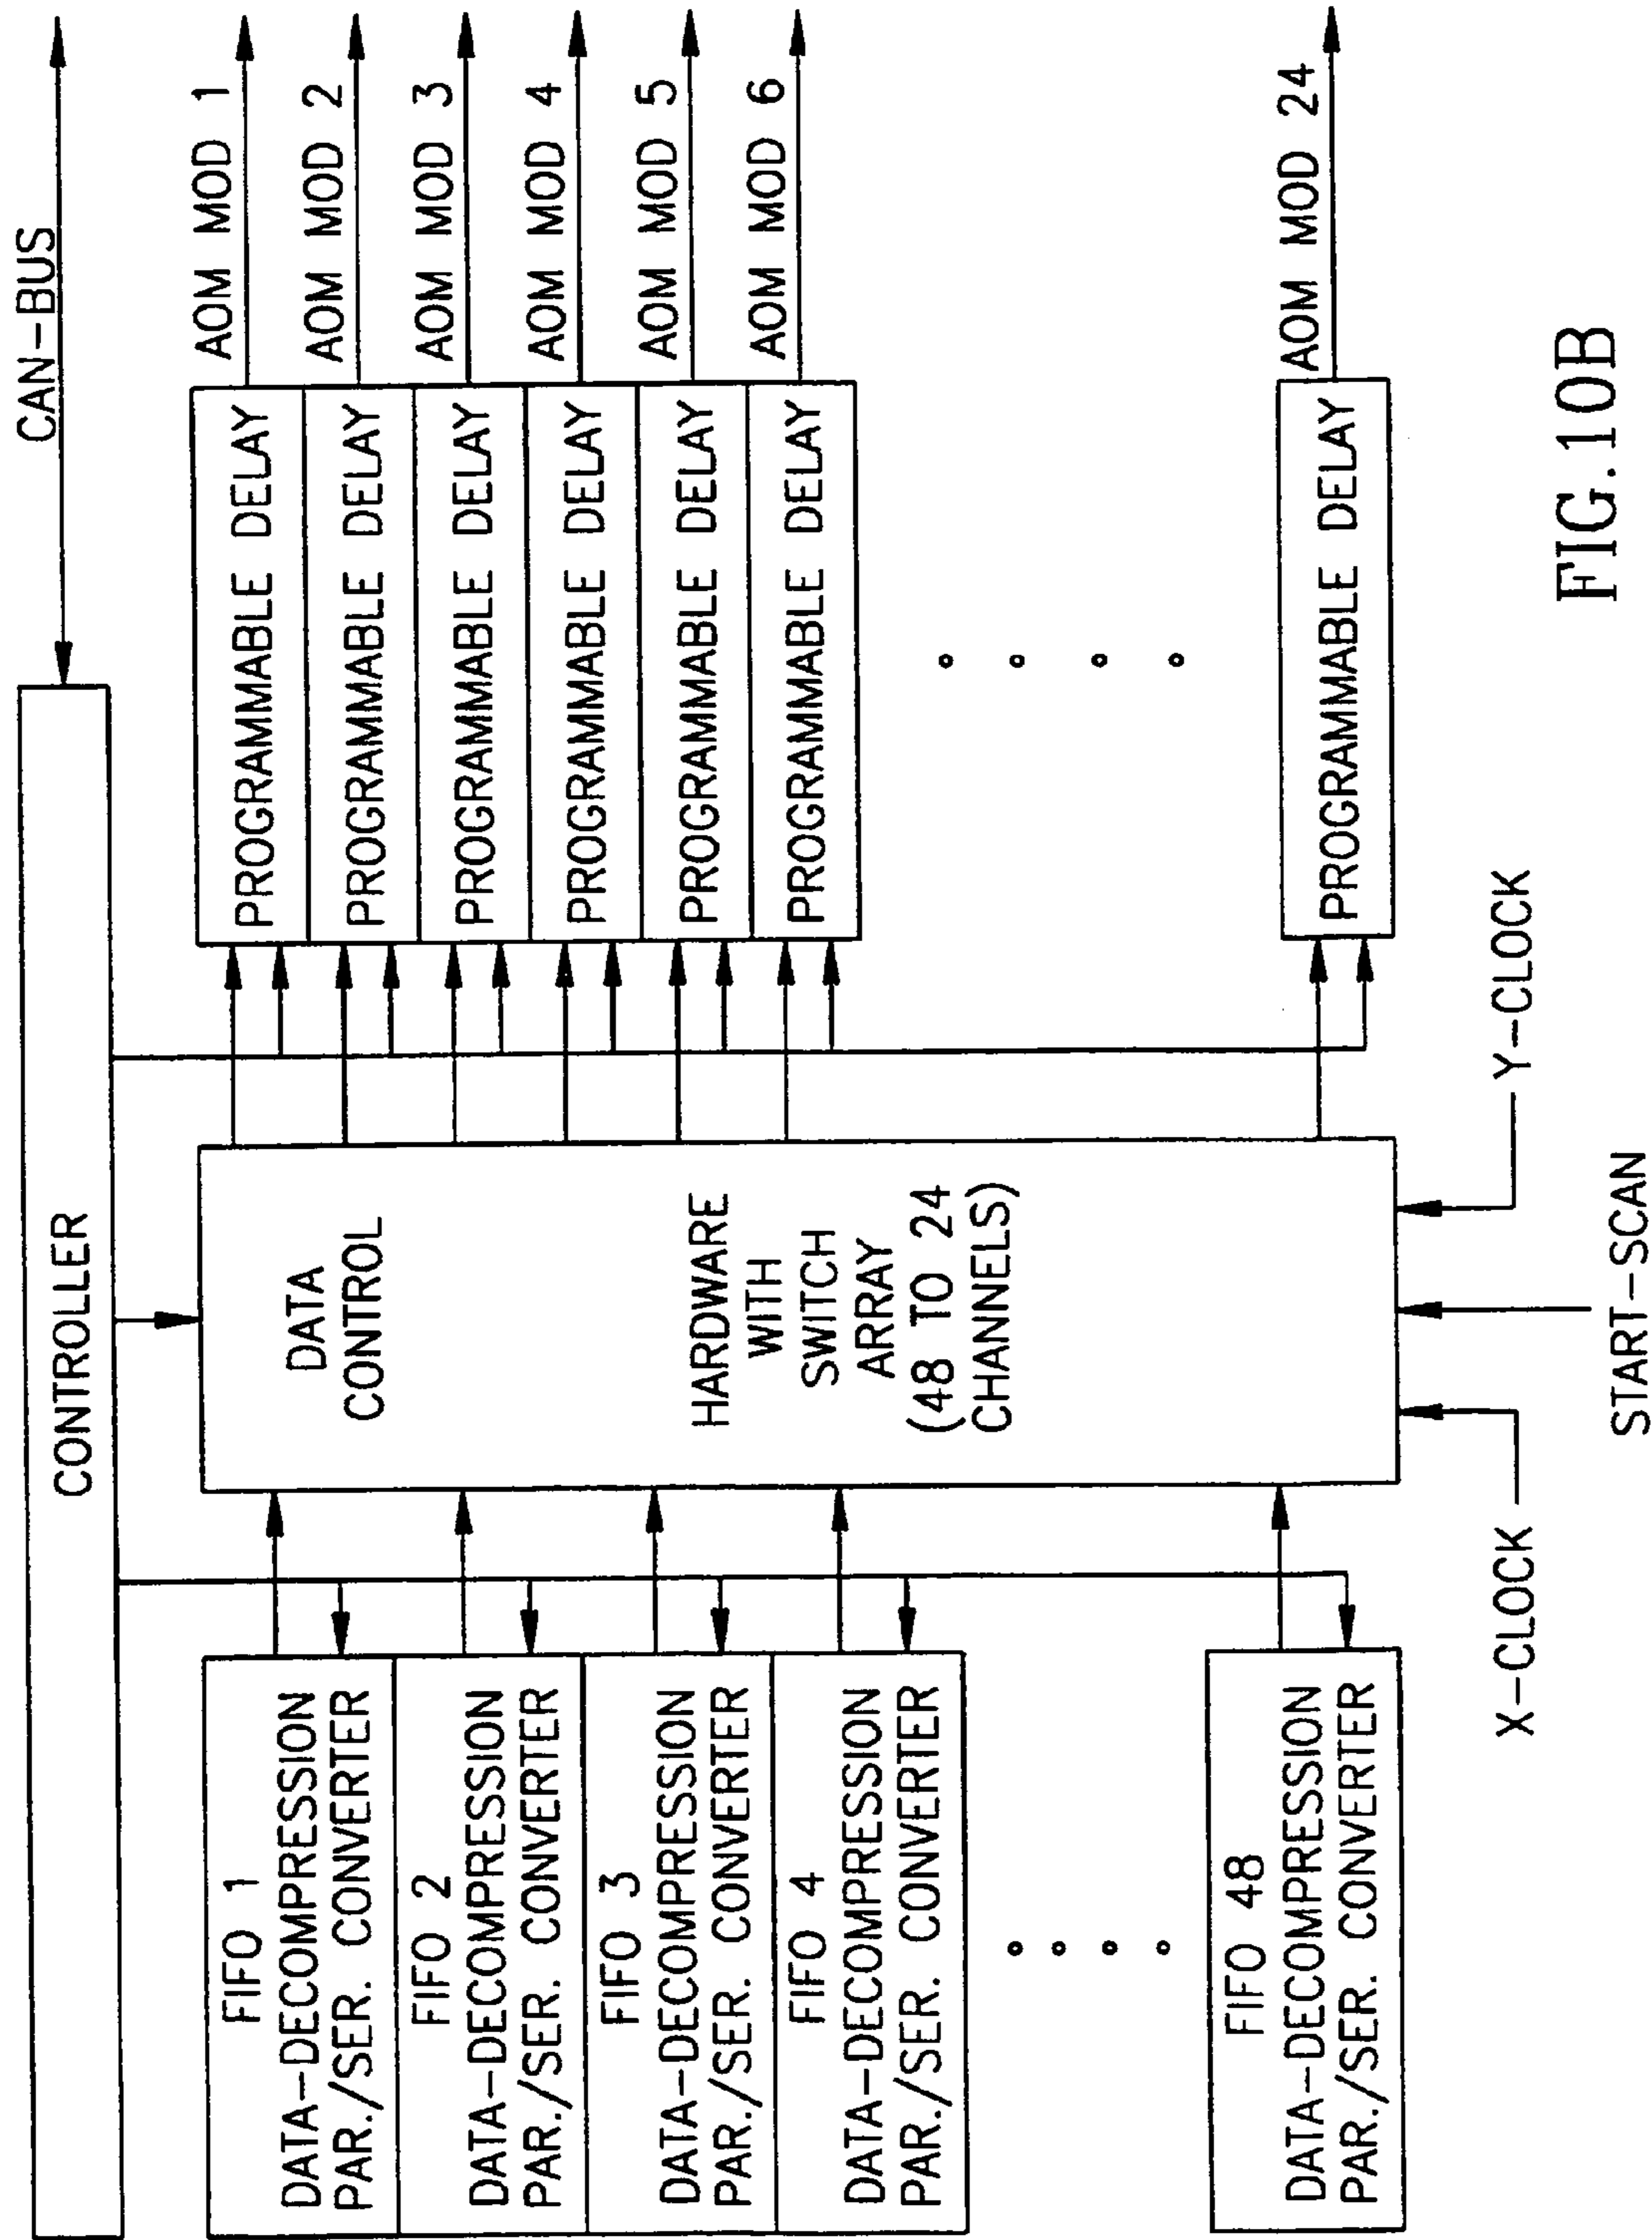 CAN-BUS
CONTROLLER
FIFO 1
DATA-DECOMPRESSION
PAR./SER. CONVERTER
FIFO 2
DATA-DECOMPRESSION
PAR./SER. CONVERTER
FIFO 3
DATA-DECOMPRESSION
PAR./SER. CONVERTER
FIFO 4
DATA-DECOMPRESSION
PAR./SER. CONVERTER
FIFO 48
DATA-DECOMPRESSION
PAR./SER. CONVERTER
DATA
CONTROL
HARDWARE
WITH
SWITCH
ARRAY
(48 TO 24
CHANNELS)
PROGRAMMABLE DELAY
PROGRAMMABLE DELAY
PROGRAMMABLE DELAY
PROGRAMMABLE DELAY
PROGRAMMABLE DELAY
PROGRAMMABLE DELAY
PROGRAMMABLE DELAY
AOM MOD 1
AOM MOD 2
AOM MOD 3
AOM MOD 4
AOM MOD 5
AOM MOD 6
AOM MOD 24
X-CLOCK
START-SCAN
Y-CLOCK
FIG.10B